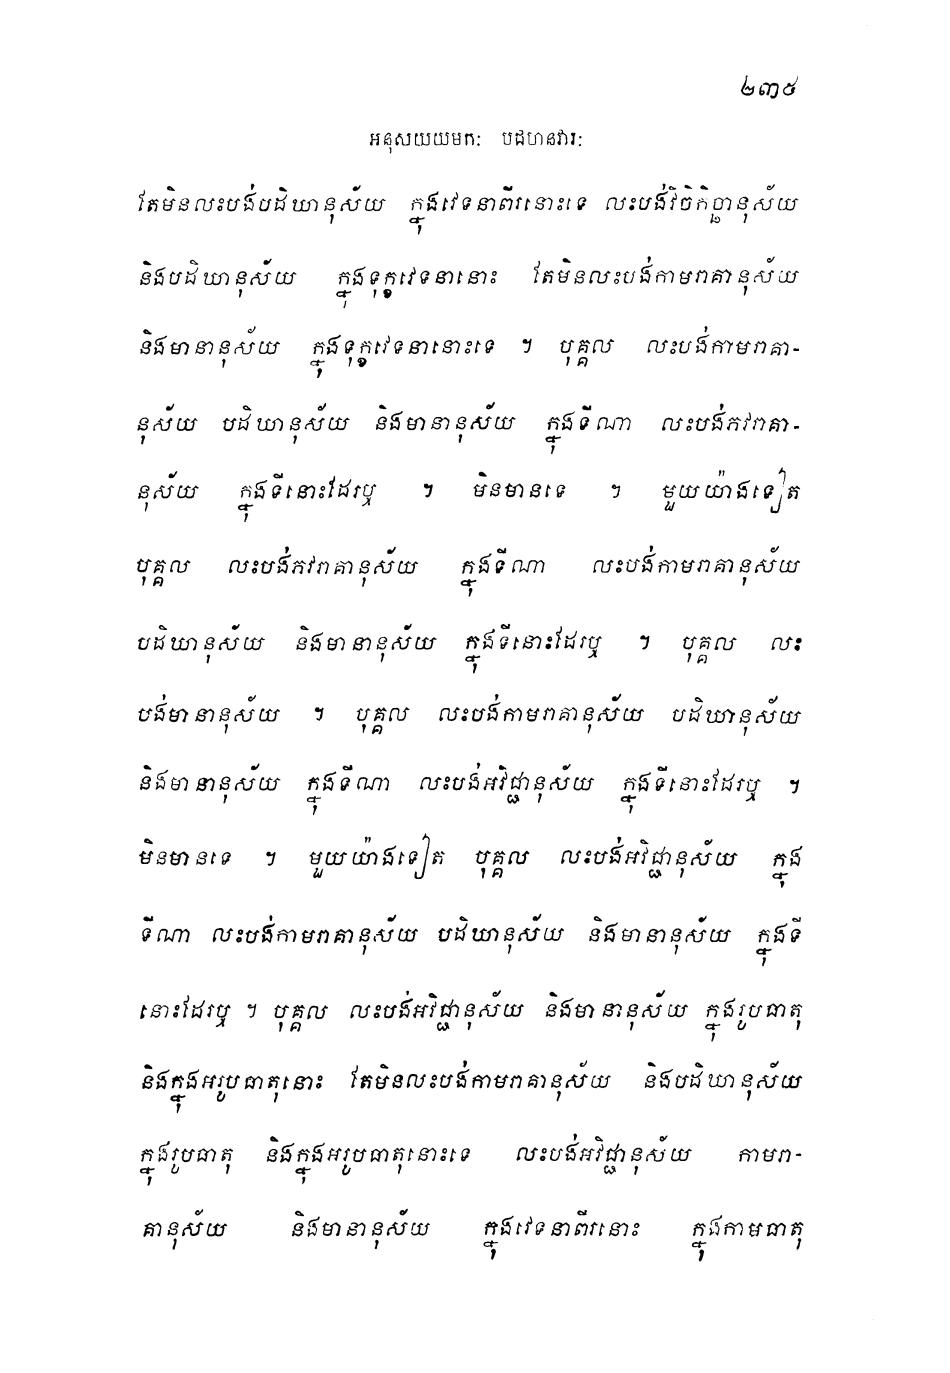 ២៣៥
អនុសយយមក: បដហនវារ:
តែមិនលះបង់បដិឃានុស័យ ក្នុងវេទនាពីរនោះទេ លះបង់វិចិកិច្ឆានុស័យ
និងបដិឃានុស័យ ក្នុងទុក្ខវេទនានោះ តែមិនលះបង់កាមរាគានុស័យ
និងមានានុស័យ ក្នុងទុក្ខវេទនានោះទេ ។ បុគ្គល លះបង់កាមរាគា-
នុស័យ បដិឃានុស័យ និងមានានុស័យ ក្នុងទីណា លះបង់ភវរាគា-
នុស័យ ក្នុងទីនោះដែរឬ ។ មិនមានទេ ។ មួយយ៉ាងទៀត
បុគ្គល លះបង់ភវរាគានុស័យ ក្នុងទីណា លះបង់កាមរាគានុស័យ
បដិឃានុស័យ និងមានានុស័យ ក្នុងទីនោះដែរឬ ។ បុគ្គល លះ
បង់មានានុស័យ ។ បុគ្គល លះបង់កាមរាគានុស័យ បដិឃានុស័យ
និងមានានុស័យ ក្នុងទីណា លះបង់អវិជ្ជានុស័យ ក្នុងទីនោះដែរឬ ។
មិនមានទេ ។ មួយយ៉ាងទៀត បុគ្គល លះបង់អវិជ្ជានុស័យ ក្នុង
ទីណា លះបង់កាមរាគានុស័យ បដិឃានុស័យ និងមានានុស័យ ក្នុងទី
នោះដែរឬ ។ បុគ្គល លះបង់អវិជ្ជានុស័យ និងមានានុស័យ ក្នុងរូបធាតុ
និងក្នុងអរូបធាតុនោះ តែមិនលះបង់កាមរាគានុស័យ និងបដិឃានុស័យ
ក្នុងរូបធាតុ និងក្នុងអរូបធាតុនោះទេ លះបង់អវិជ្ជានុស័យ កាមរា-
គានុស័យ និងមានានុស័យ ក្នុងវេទនាពីរនោះ ក្នុងកាមធាតុ